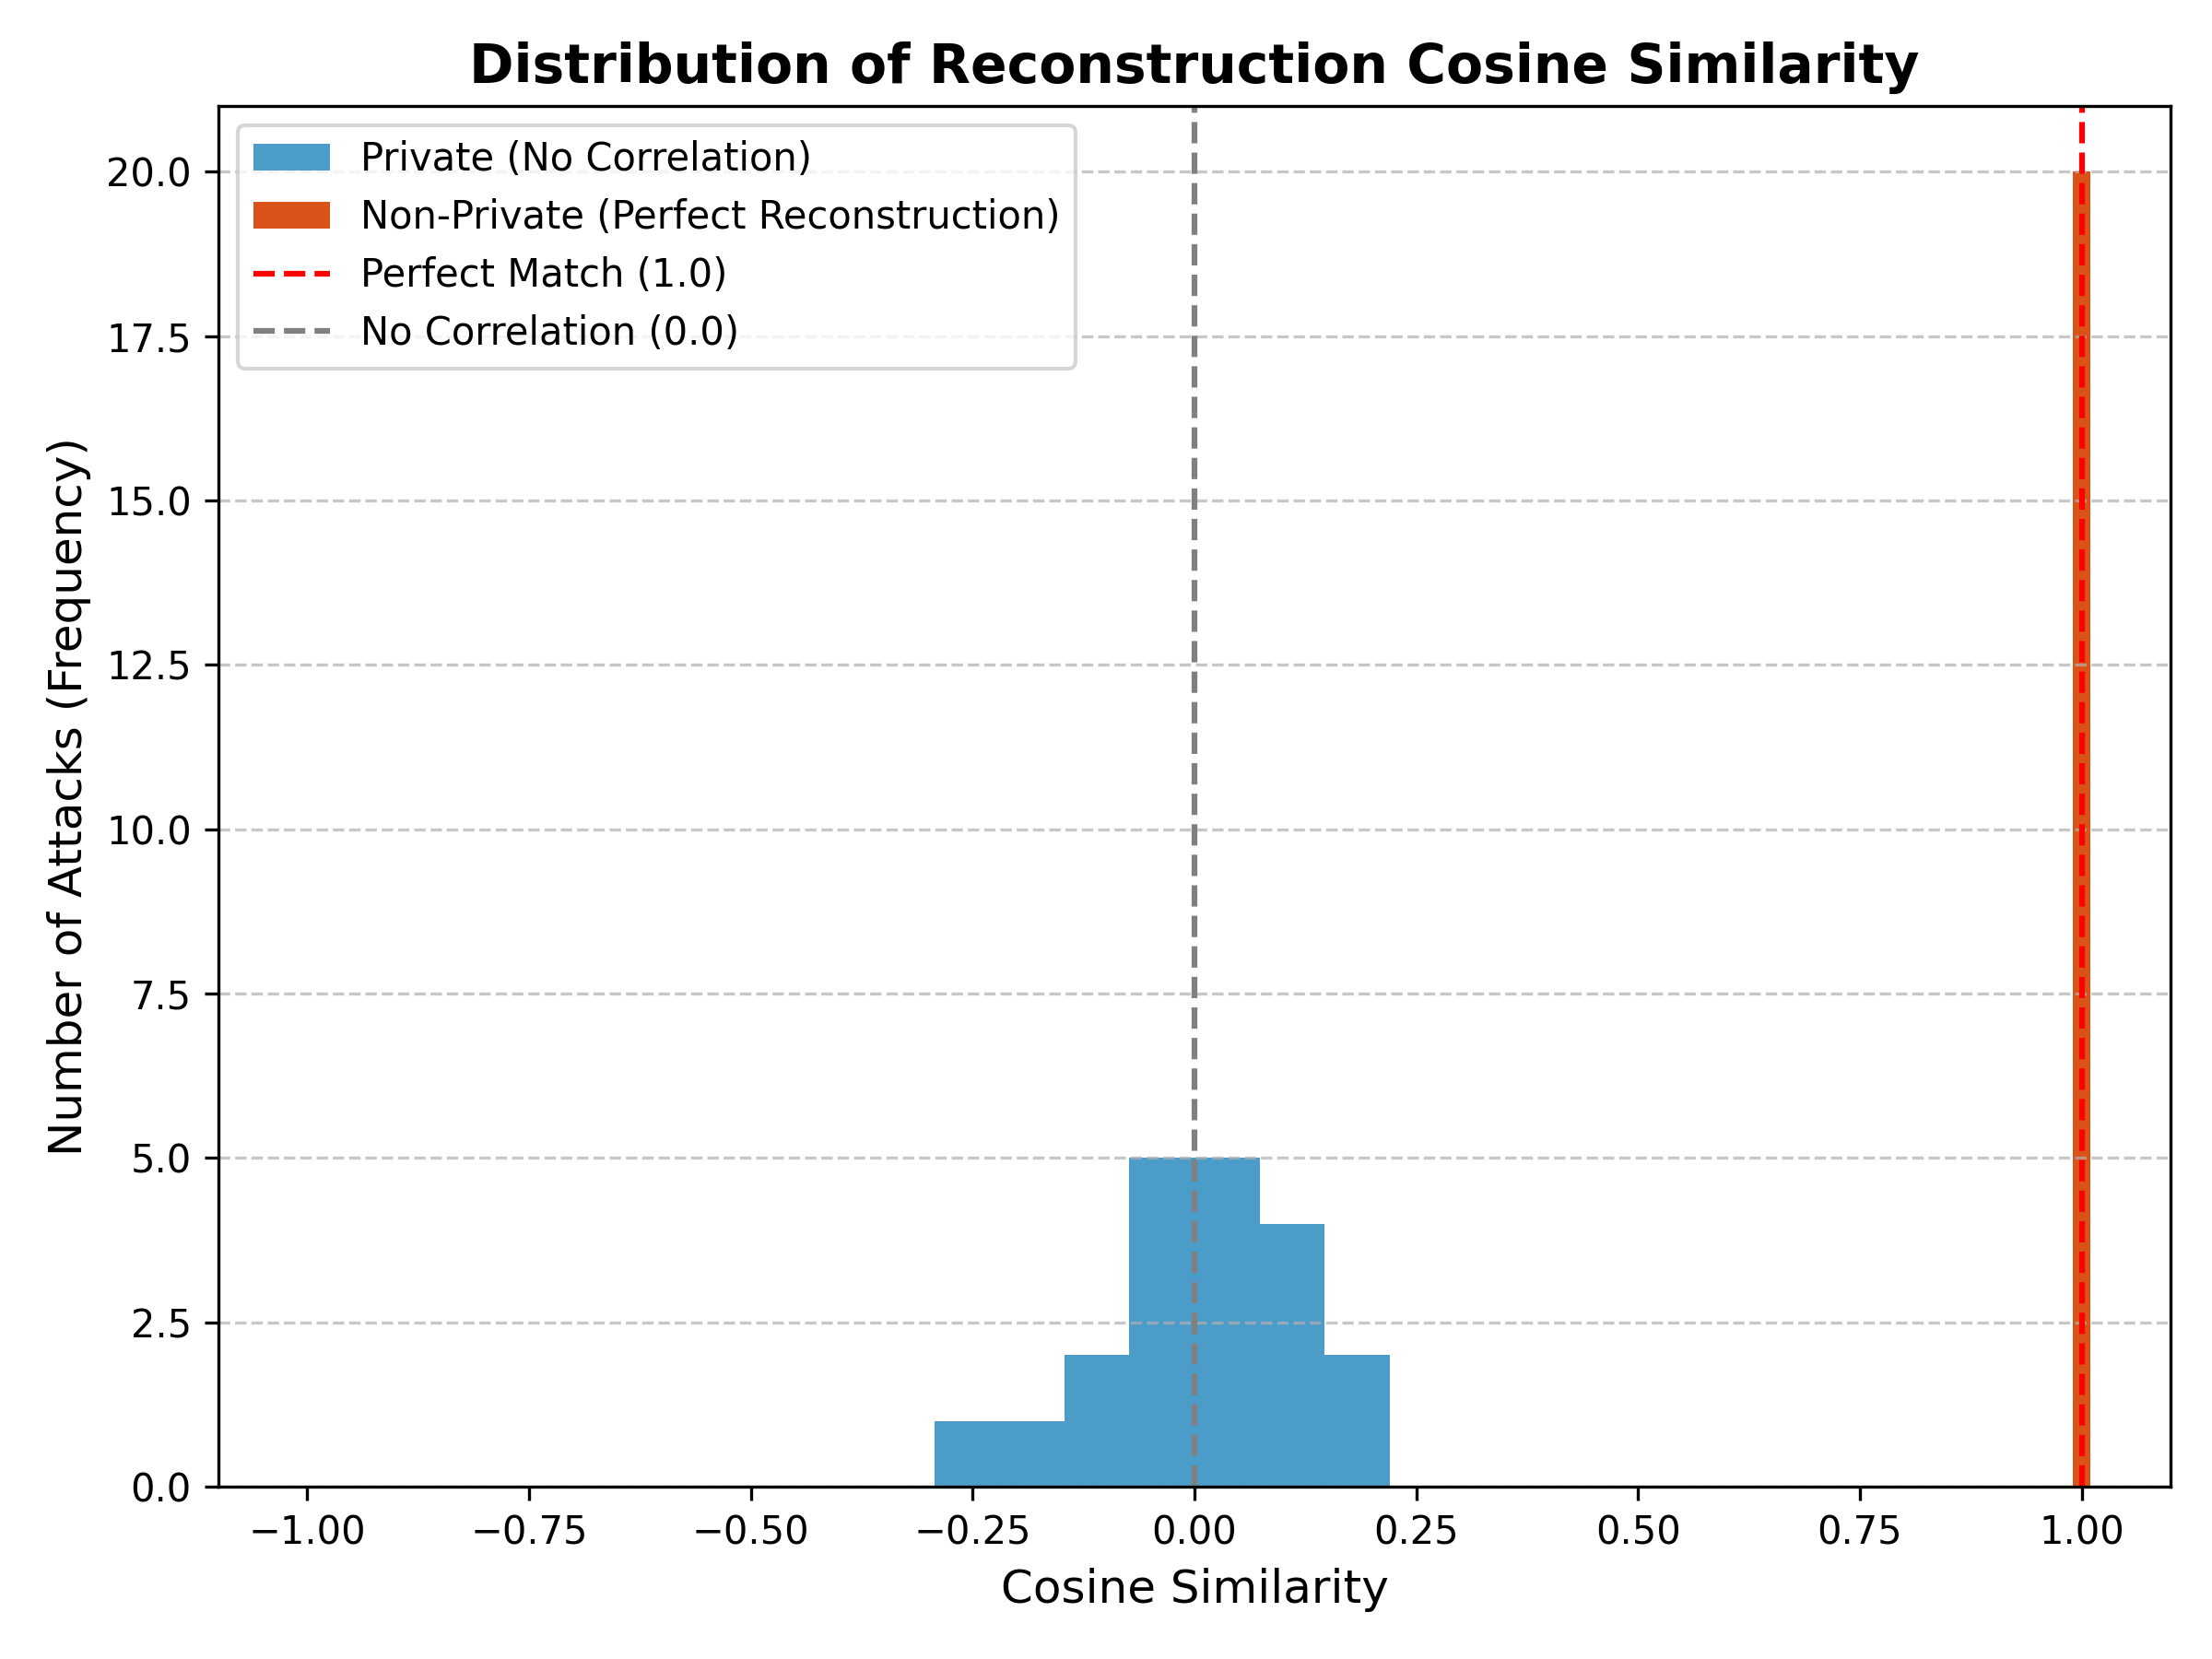 Distribution of Reconstruction Cosine Similarity
Private (No Correlation)
Non-Private (Perfect Reconstruction)
Perfect Match (1.0)
No Correlation (0.0)
Number of Attacks (Frequency)
20.0
17.5
15.0
12.5
10.0
7.5
5.0
2.5
0.0
−1.00 −0.75 −0.50 −0.25 0.00 0.25 0.50 0.75 1.00
Cosine Similarity